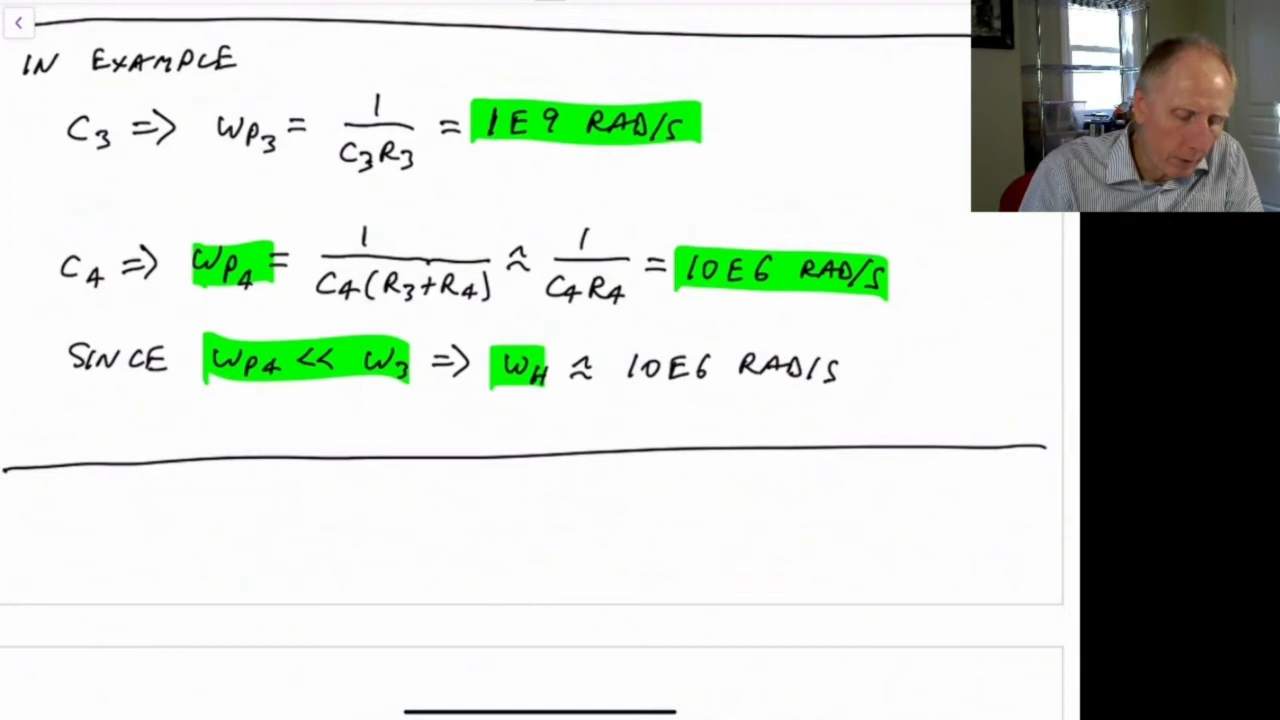 IN EXAMPLE
C₃ => ωp₃ = 1/(C₃R₃) = 1E9 RAD/S
C₄ => ωp₄ = 1/(C₄(R₃+R₄)) ≈ 1/(C₄R₄) = 10E6 RAD/S
SINCE ωp₄ << ω₃ => ωH ≈ 10E6 RAD/S